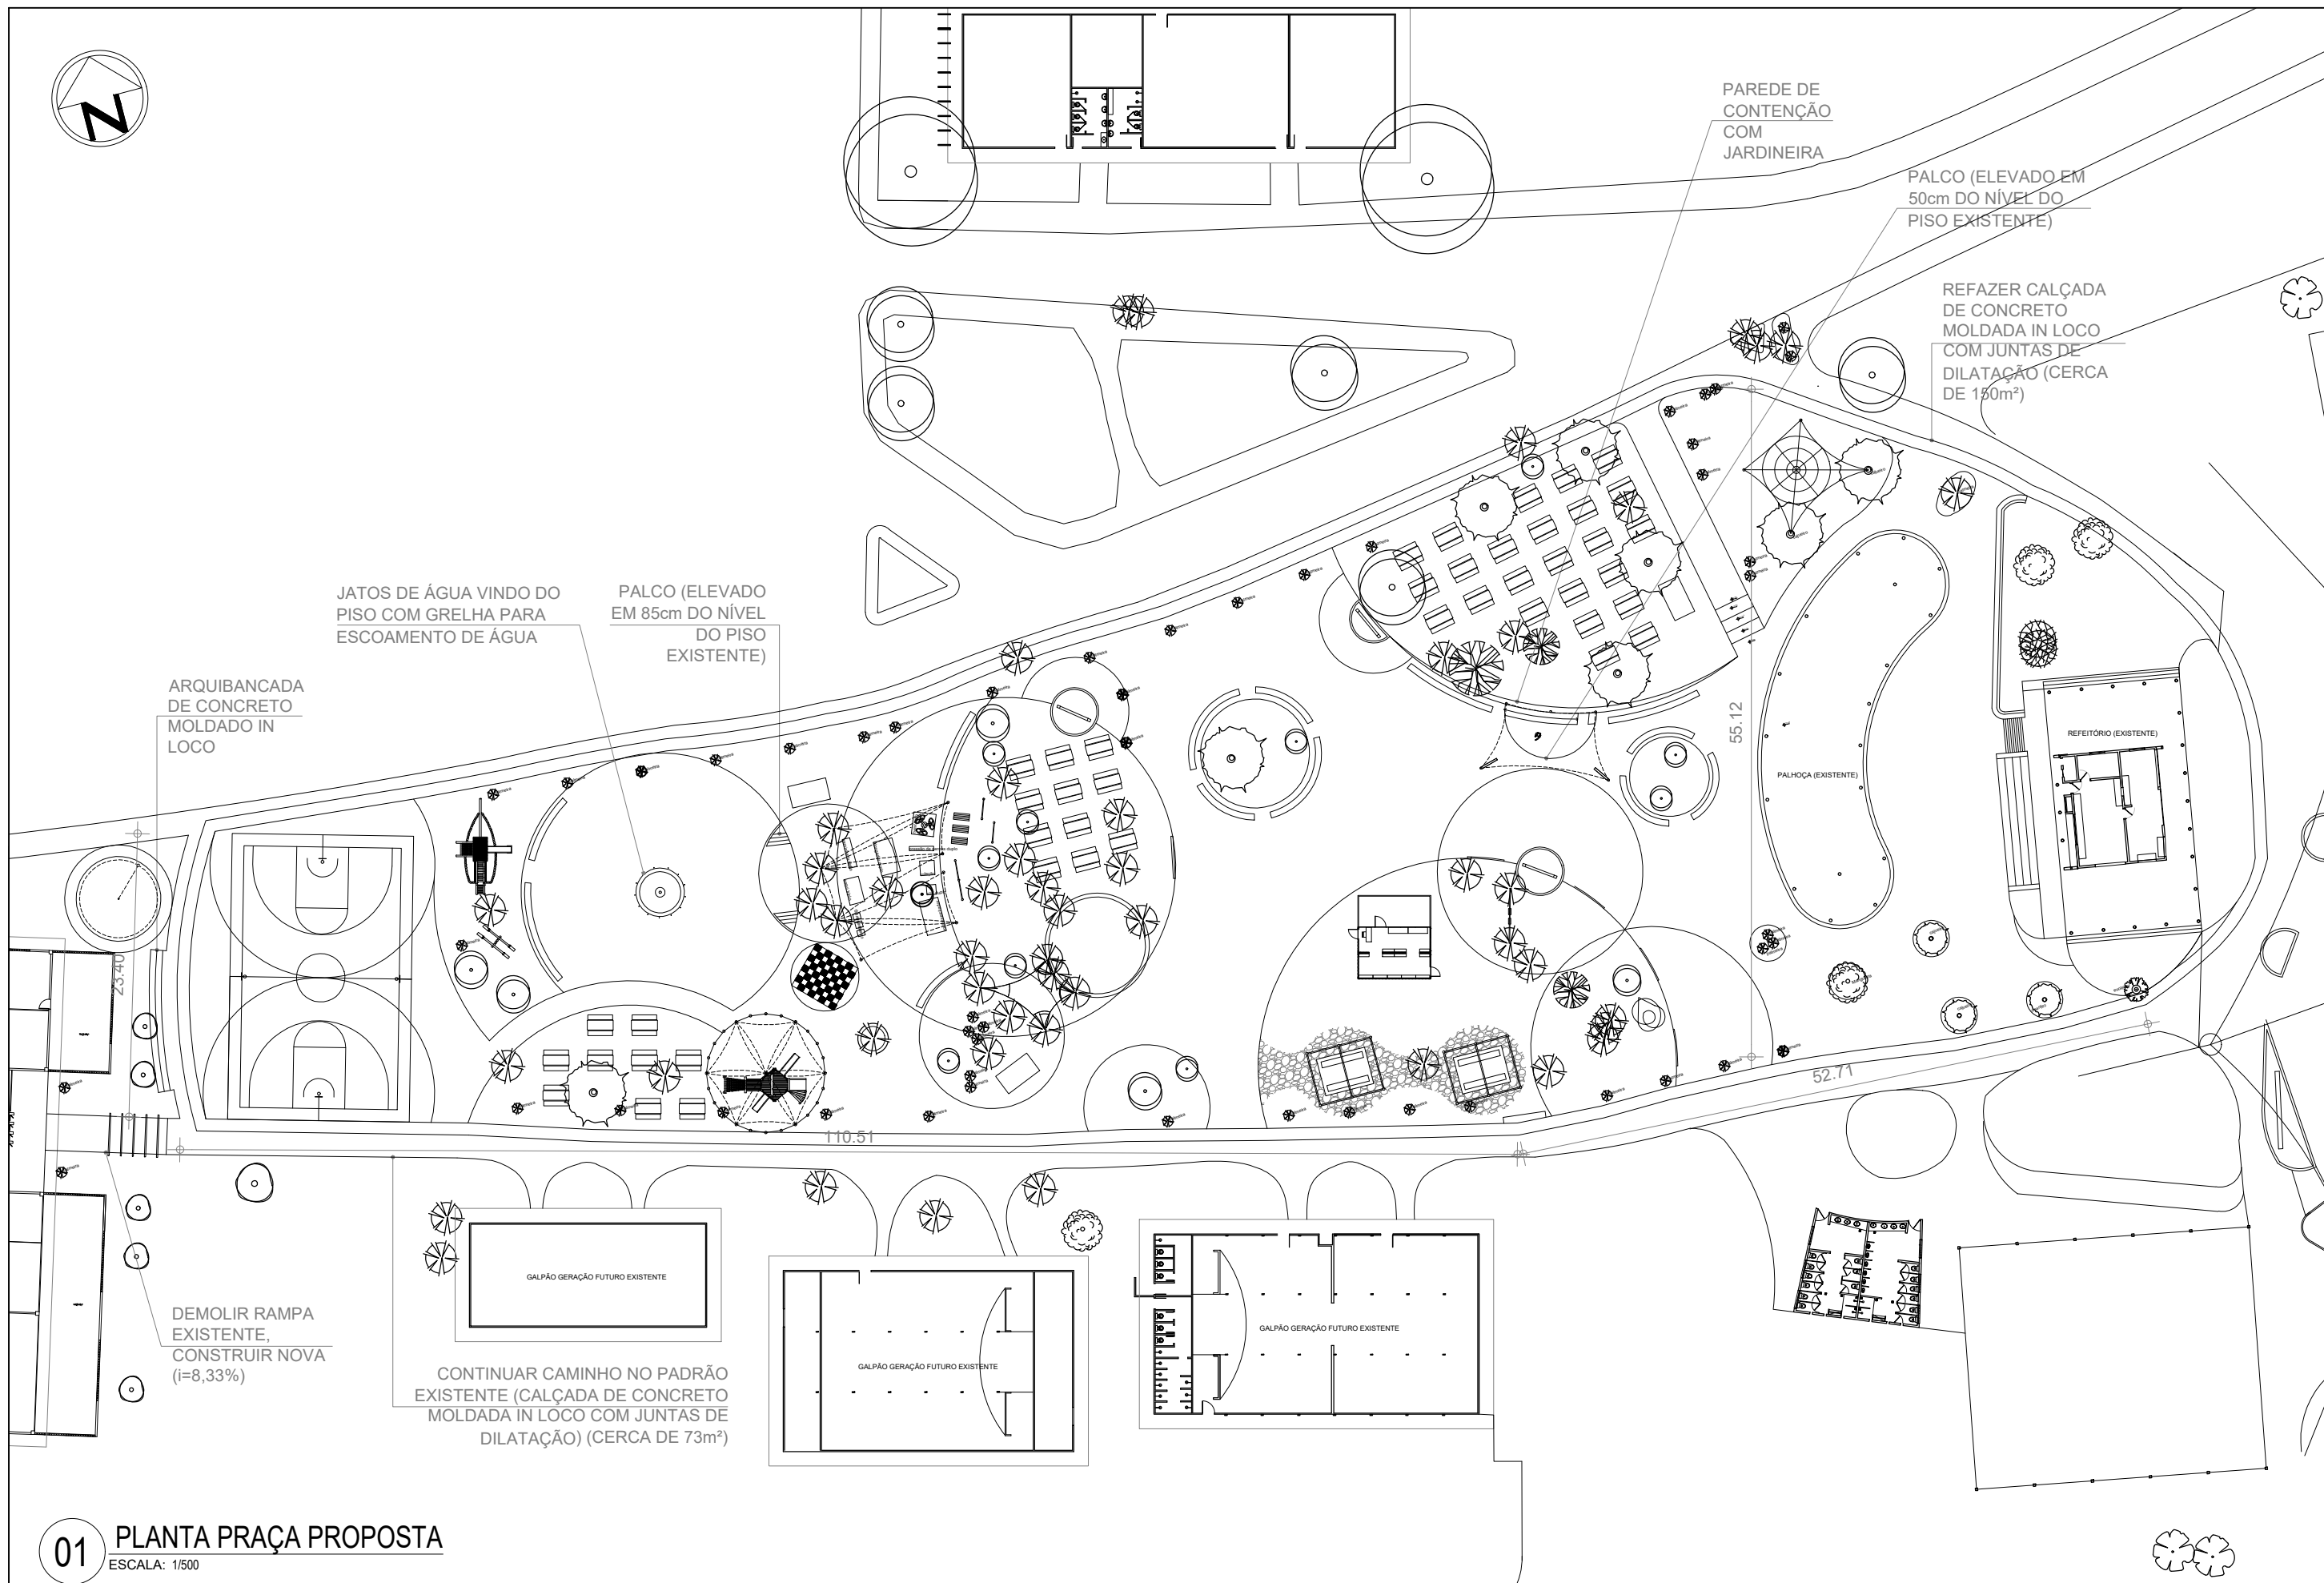 N
PAREDE DE
CONTENÇÃO
COM
JARDINEIRA
PALCO (ELEVADO EM
50cm DO NÍVEL DO
PISO EXISTENTE)
REFAZER CALÇADA
DE CONCRETO
MOLDADA IN LOCO
COM JUNTAS DE
DILATAÇÃO (CERCA
DE 150m²)
JATOS DE ÁGUA VINDO DO
PISO COM GRELHA PARA
ESCOAMENTO DE ÁGUA
PALCO (ELEVADO
EM 85cm DO NÍVEL
DO PISO
EXISTENTE)
ARQUIBANCADA
DE CONCRETO
MOLDADO IN
LOCO
55.12
REFEITÓRIO (EXISTENTE)
PALHOÇA (EXISTENTE)
23.40
52.71
110.51
GALPÃO GERAÇÃO FUTURO EXISTENTE
GALPÃO GERAÇÃO FUTURO EXISTENTE
GALPÃO GERAÇÃO FUTURO EXISTENTE
DEMOLIR RAMPA
EXISTENTE,
CONSTRUIR NOVA
(i=8,33%)
CONTINUAR CAMINHO NO PADRÃO
EXISTENTE (CALÇADA DE CONCRETO
MOLDADA IN LOCO COM JUNTAS DE
DILATAÇÃO) (CERCA DE 73m²)
01 PLANTA PRAÇA PROPOSTA
ESCALA: 1/500